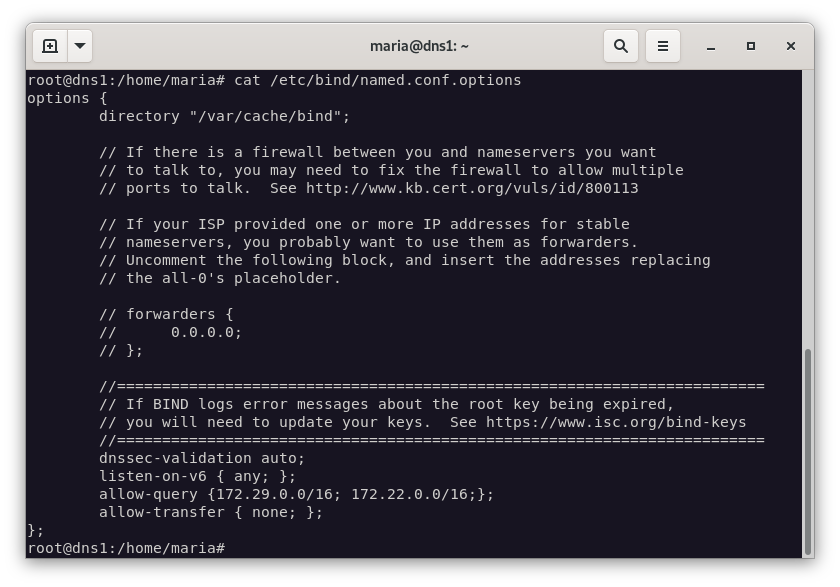 maria@dns1: ~
root@dns1:/home/maria# cat /etc/bind/named.conf.options
options {
        directory "/var/cache/bind";

        // If there is a firewall between you and nameservers you want
        // to talk to, you may need to fix the firewall to allow multiple
        // ports to talk.  See http://www.kb.cert.org/vuls/id/800113

        // If your ISP provided one or more IP addresses for stable
        // nameservers, you probably want to use them as forwarders.
        // Uncomment the following block, and insert the addresses replacing
        // the all-0's placeholder.

        // forwarders {
        //      0.0.0.0;
        // };

        //========================================================================
        // If BIND logs error messages about the root key being expired,
        // you will need to update your keys.  See https://www.isc.org/bind-keys
        //========================================================================
        dnssec-validation auto;
        listen-on-v6 { any; };
        allow-query {172.29.0.0/16; 172.22.0.0/16;};
        allow-transfer { none; };
};
root@dns1:/home/maria#